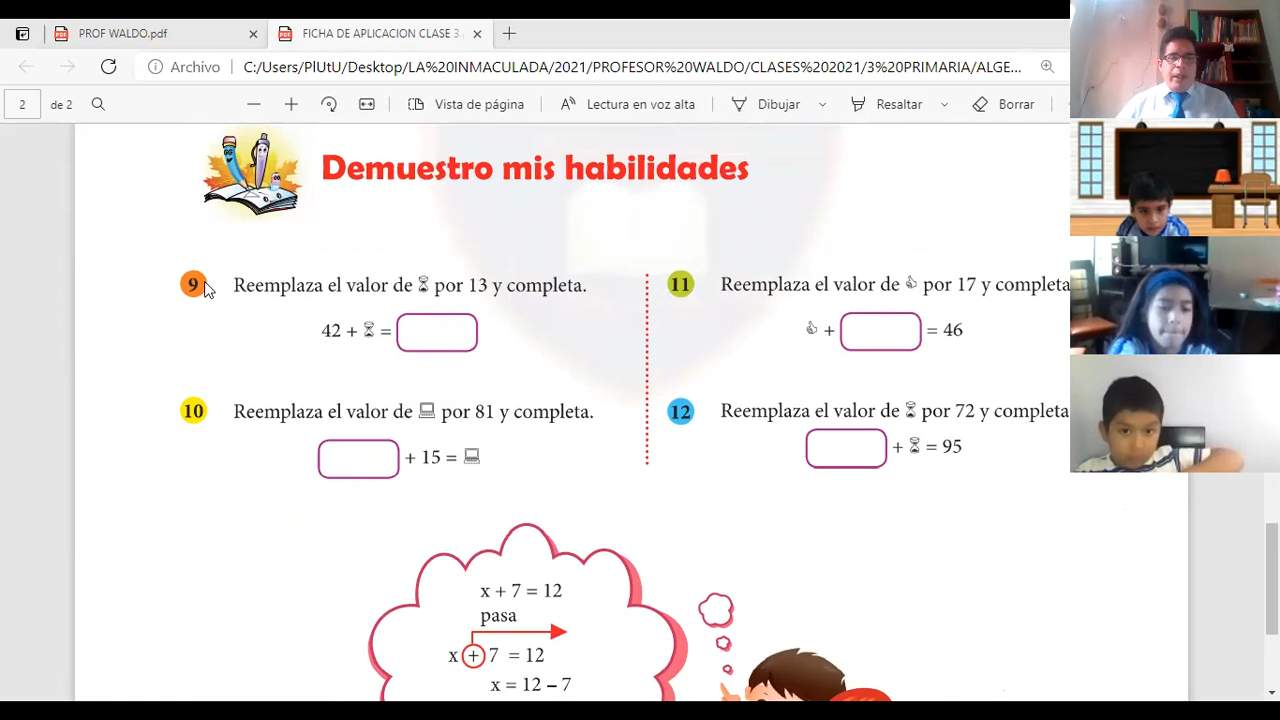 PROF WALDO.pdf
FICHA DE APLICACION CLASE 3
Archivo
C:/Users/PlUtU/Desktop/LA%20INMACULADA/2021/PROFESOR%20WALDO/CLASES%202021/3%20PRIMARIA/ALGE...
2 de 2
Vista de página
Lectura en voz alta
Dibujar
Resaltar
Borrar
Demuestro mis habilidades
9 Reemplaza el valor de ⌛ por 13 y completa.
42 + ⌛ =
10 Reemplaza el valor de 💻 por 81 y completa.
+ 15 = 💻
11 Reemplaza el valor de 👍 por 17 y completa
👍 + = 46
12 Reemplaza el valor de ⌛ por 72 y completa
+ ⌛ = 95
x + 7 = 12
pasa
x + 7 = 12
x = 12 – 7